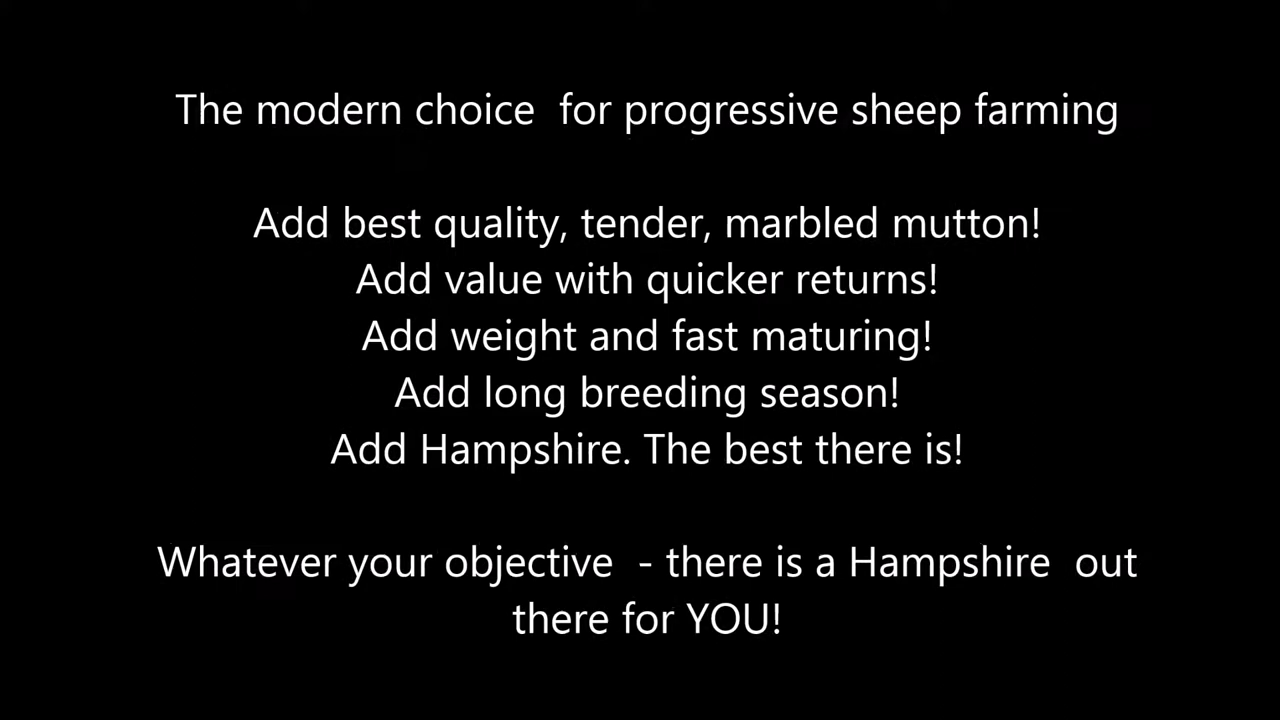 The modern choice  for progressive sheep farming
Add best quality, tender, marbled mutton!
Add value with quicker returns!
Add weight and fast maturing!
Add long breeding season!
Add Hampshire. The best there is!
Whatever your objective  - there is a Hampshire  out
there for YOU!